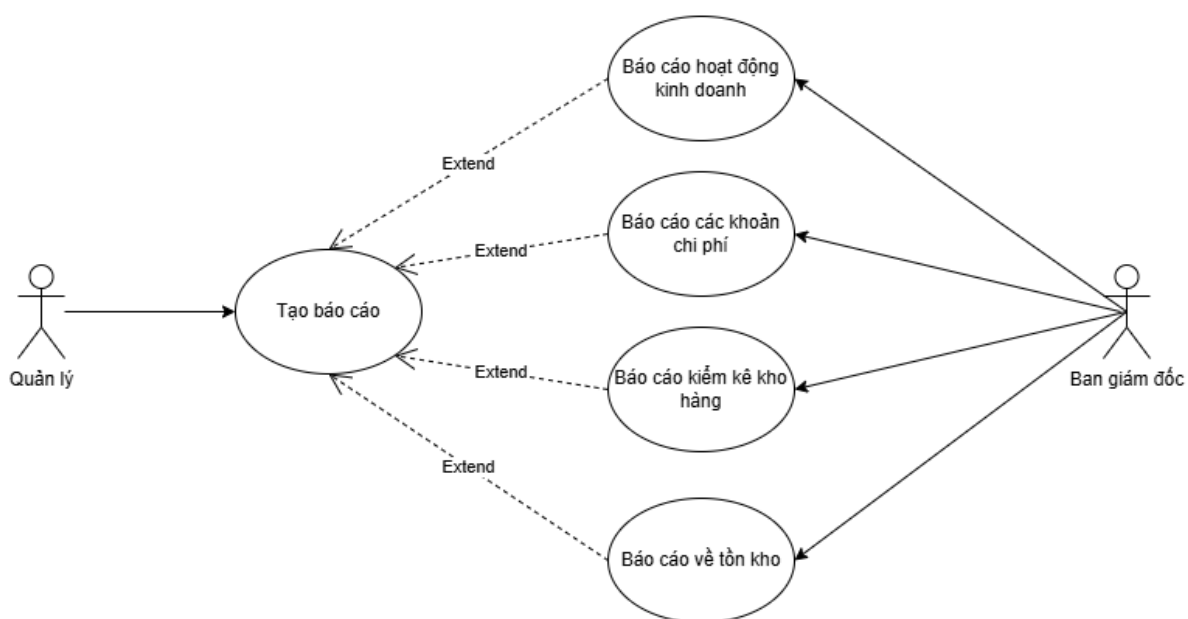 Báo cáo hoạt động
kinh doanh
Extend
Báo cáo các khoản
chi phí
Extend
Tạo báo cáo
Quản lý
Extend
Báo cáo kiểm kê kho
hàng
Ban giám đốc
Extend
Báo cáo về tồn kho